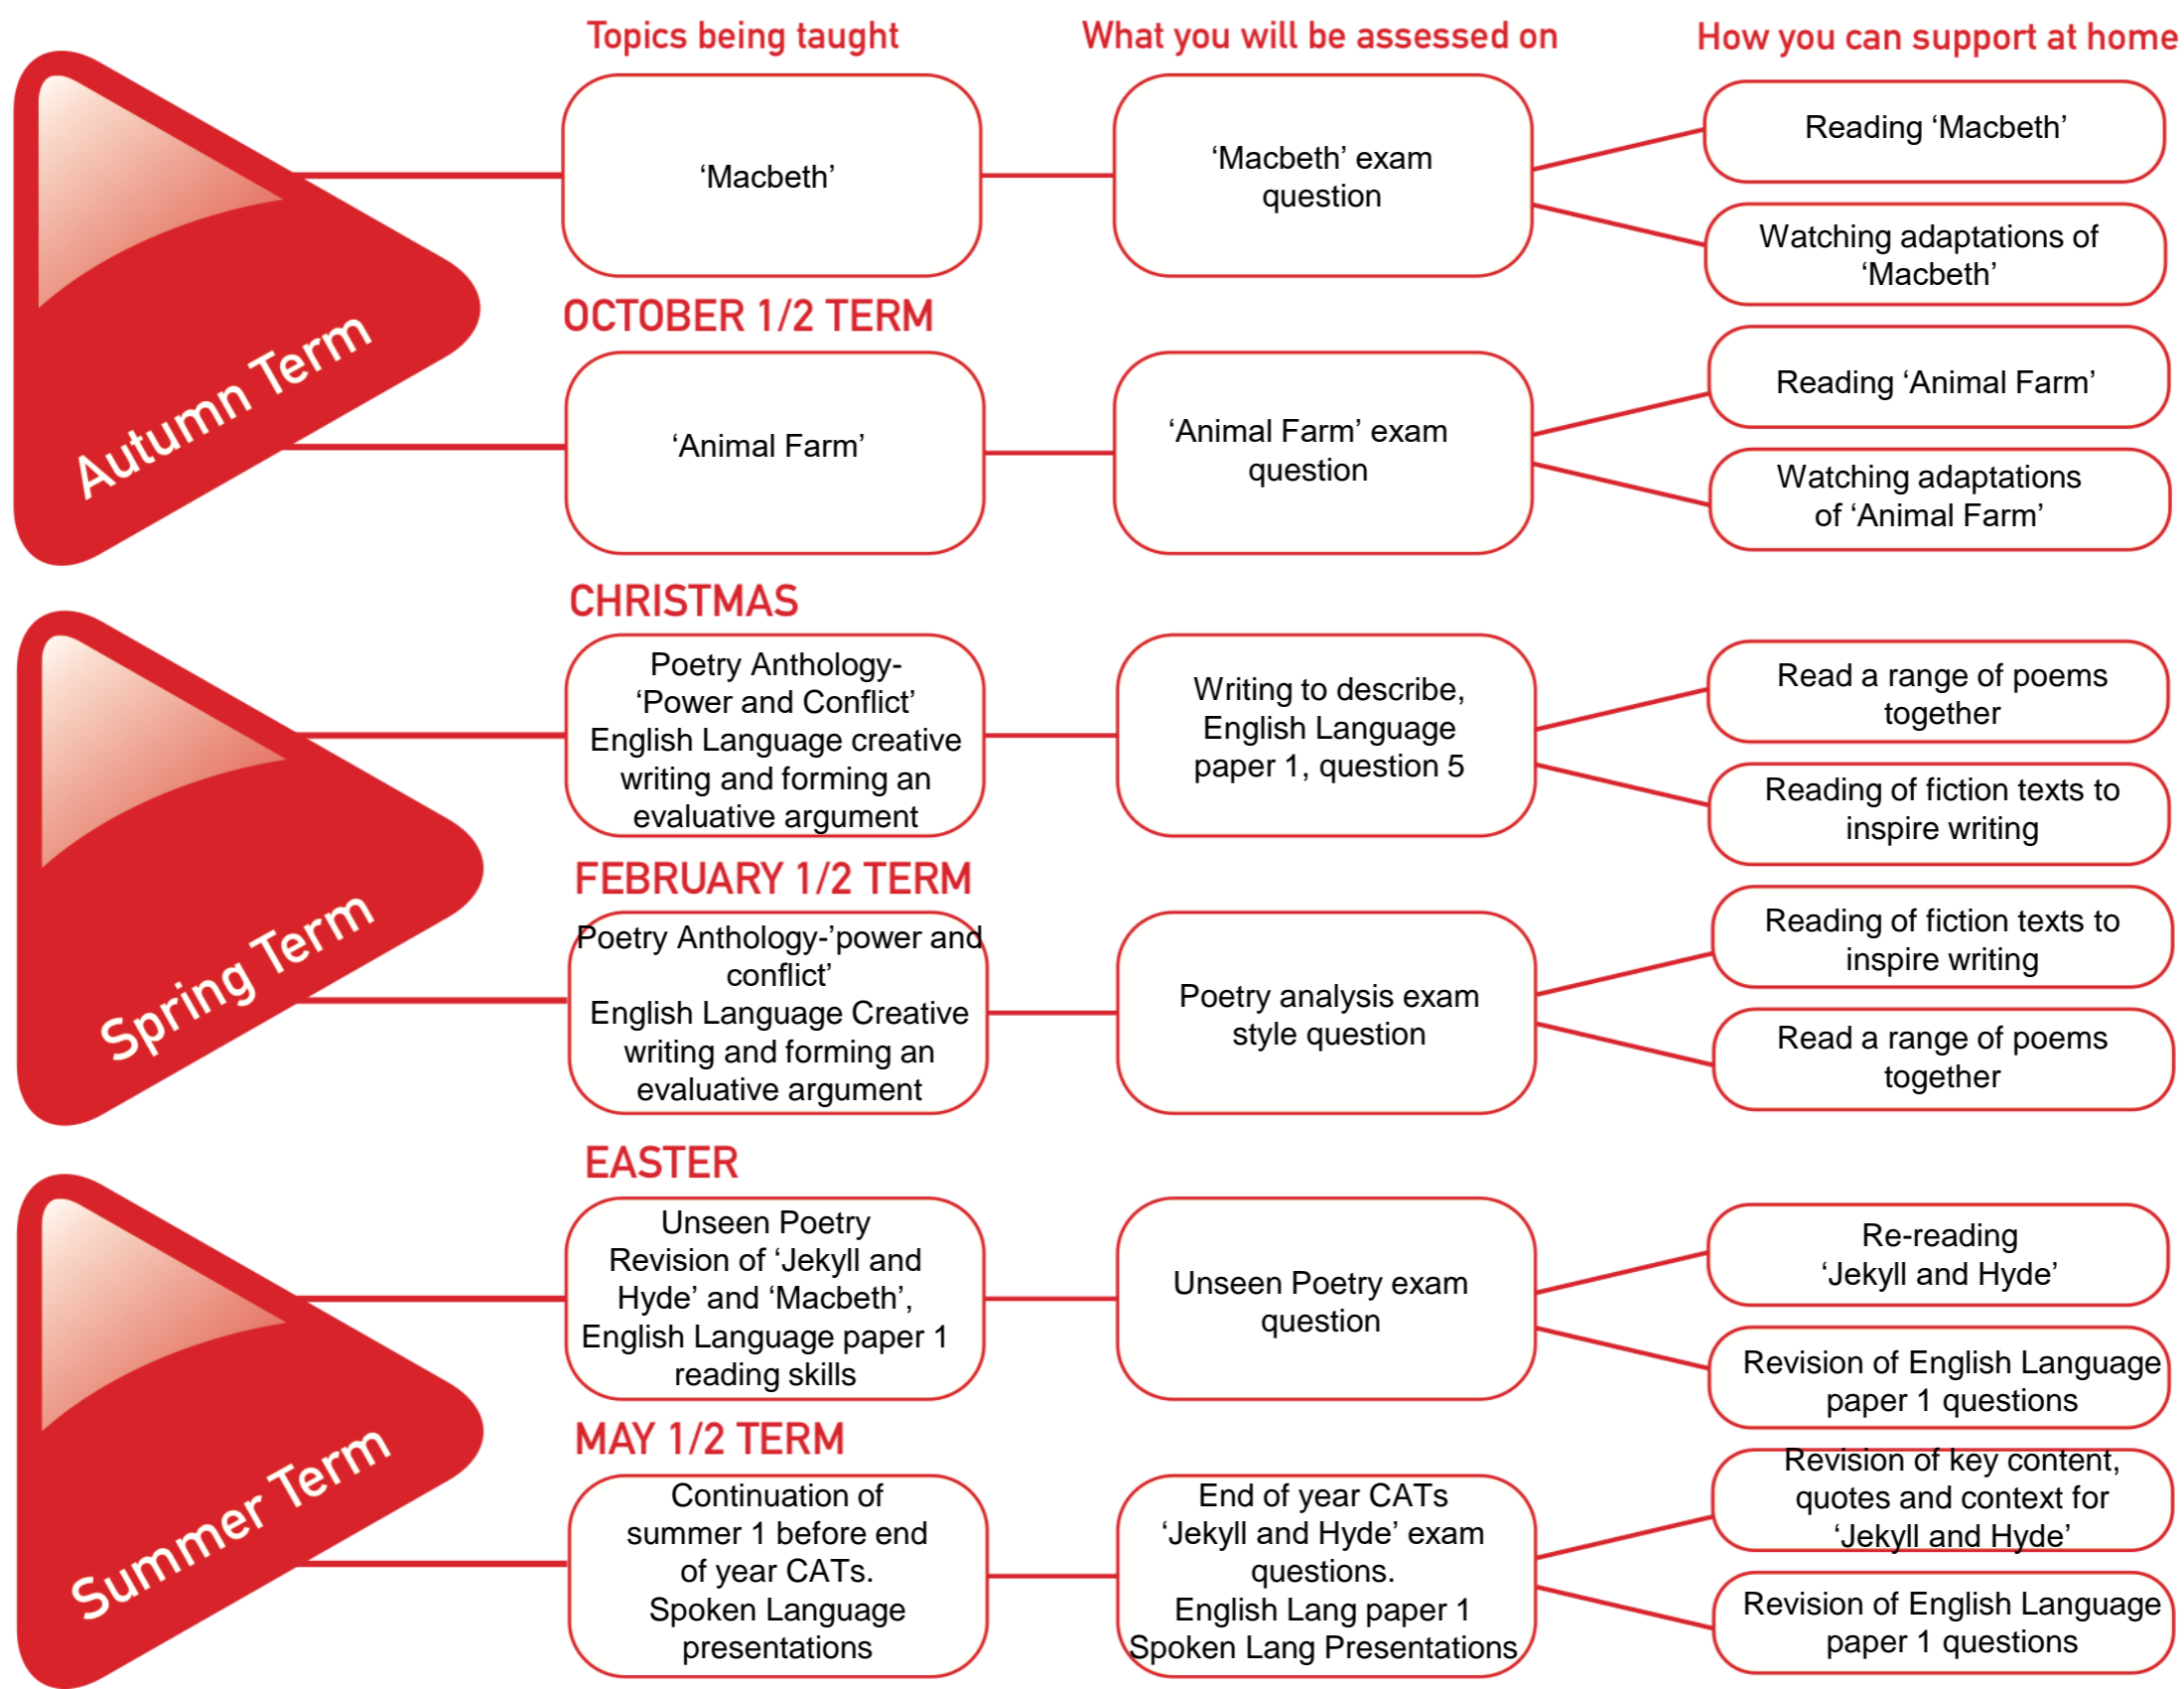 Topics being taught
What you will be assessed on
How you can support at home
Autumn Term
‘Macbeth’
‘Macbeth’ exam
question
Reading ‘Macbeth’
Watching adaptations of
‘Macbeth’
OCTOBER 1/2 TERM
‘Animal Farm’
‘Animal Farm’ exam
question
Reading ‘Animal Farm’
Watching adaptations
of ‘Animal Farm’
CHRISTMAS
Spring Term
Poetry Anthology-
‘Power and Conflict’
English Language creative
writing and forming an
evaluative argument
Writing to describe,
English Language
paper 1, question 5
Read a range of poems
together
Reading of fiction texts to
inspire writing
FEBRUARY 1/2 TERM
Poetry Anthology-’power and
conflict’
English Language Creative
writing and forming an
evaluative argument
Poetry analysis exam
style question
Reading of fiction texts to
inspire writing
Read a range of poems
together
EASTER
Summer Term
Unseen Poetry
Revision of ‘Jekyll and
Hyde’ and ‘Macbeth’,
English Language paper 1
reading skills
Unseen Poetry exam
question
Re-reading
‘Jekyll and Hyde’
Revision of English Language
paper 1 questions
MAY 1/2 TERM
Continuation of
summer 1 before end
of year CATs.
Spoken Language
presentations
End of year CATs
‘Jekyll and Hyde’ exam
questions.
English Lang paper 1
Spoken Lang Presentations
Revision of key content,
quotes and context for
‘Jekyll and Hyde’
Revision of English Language
paper 1 questions